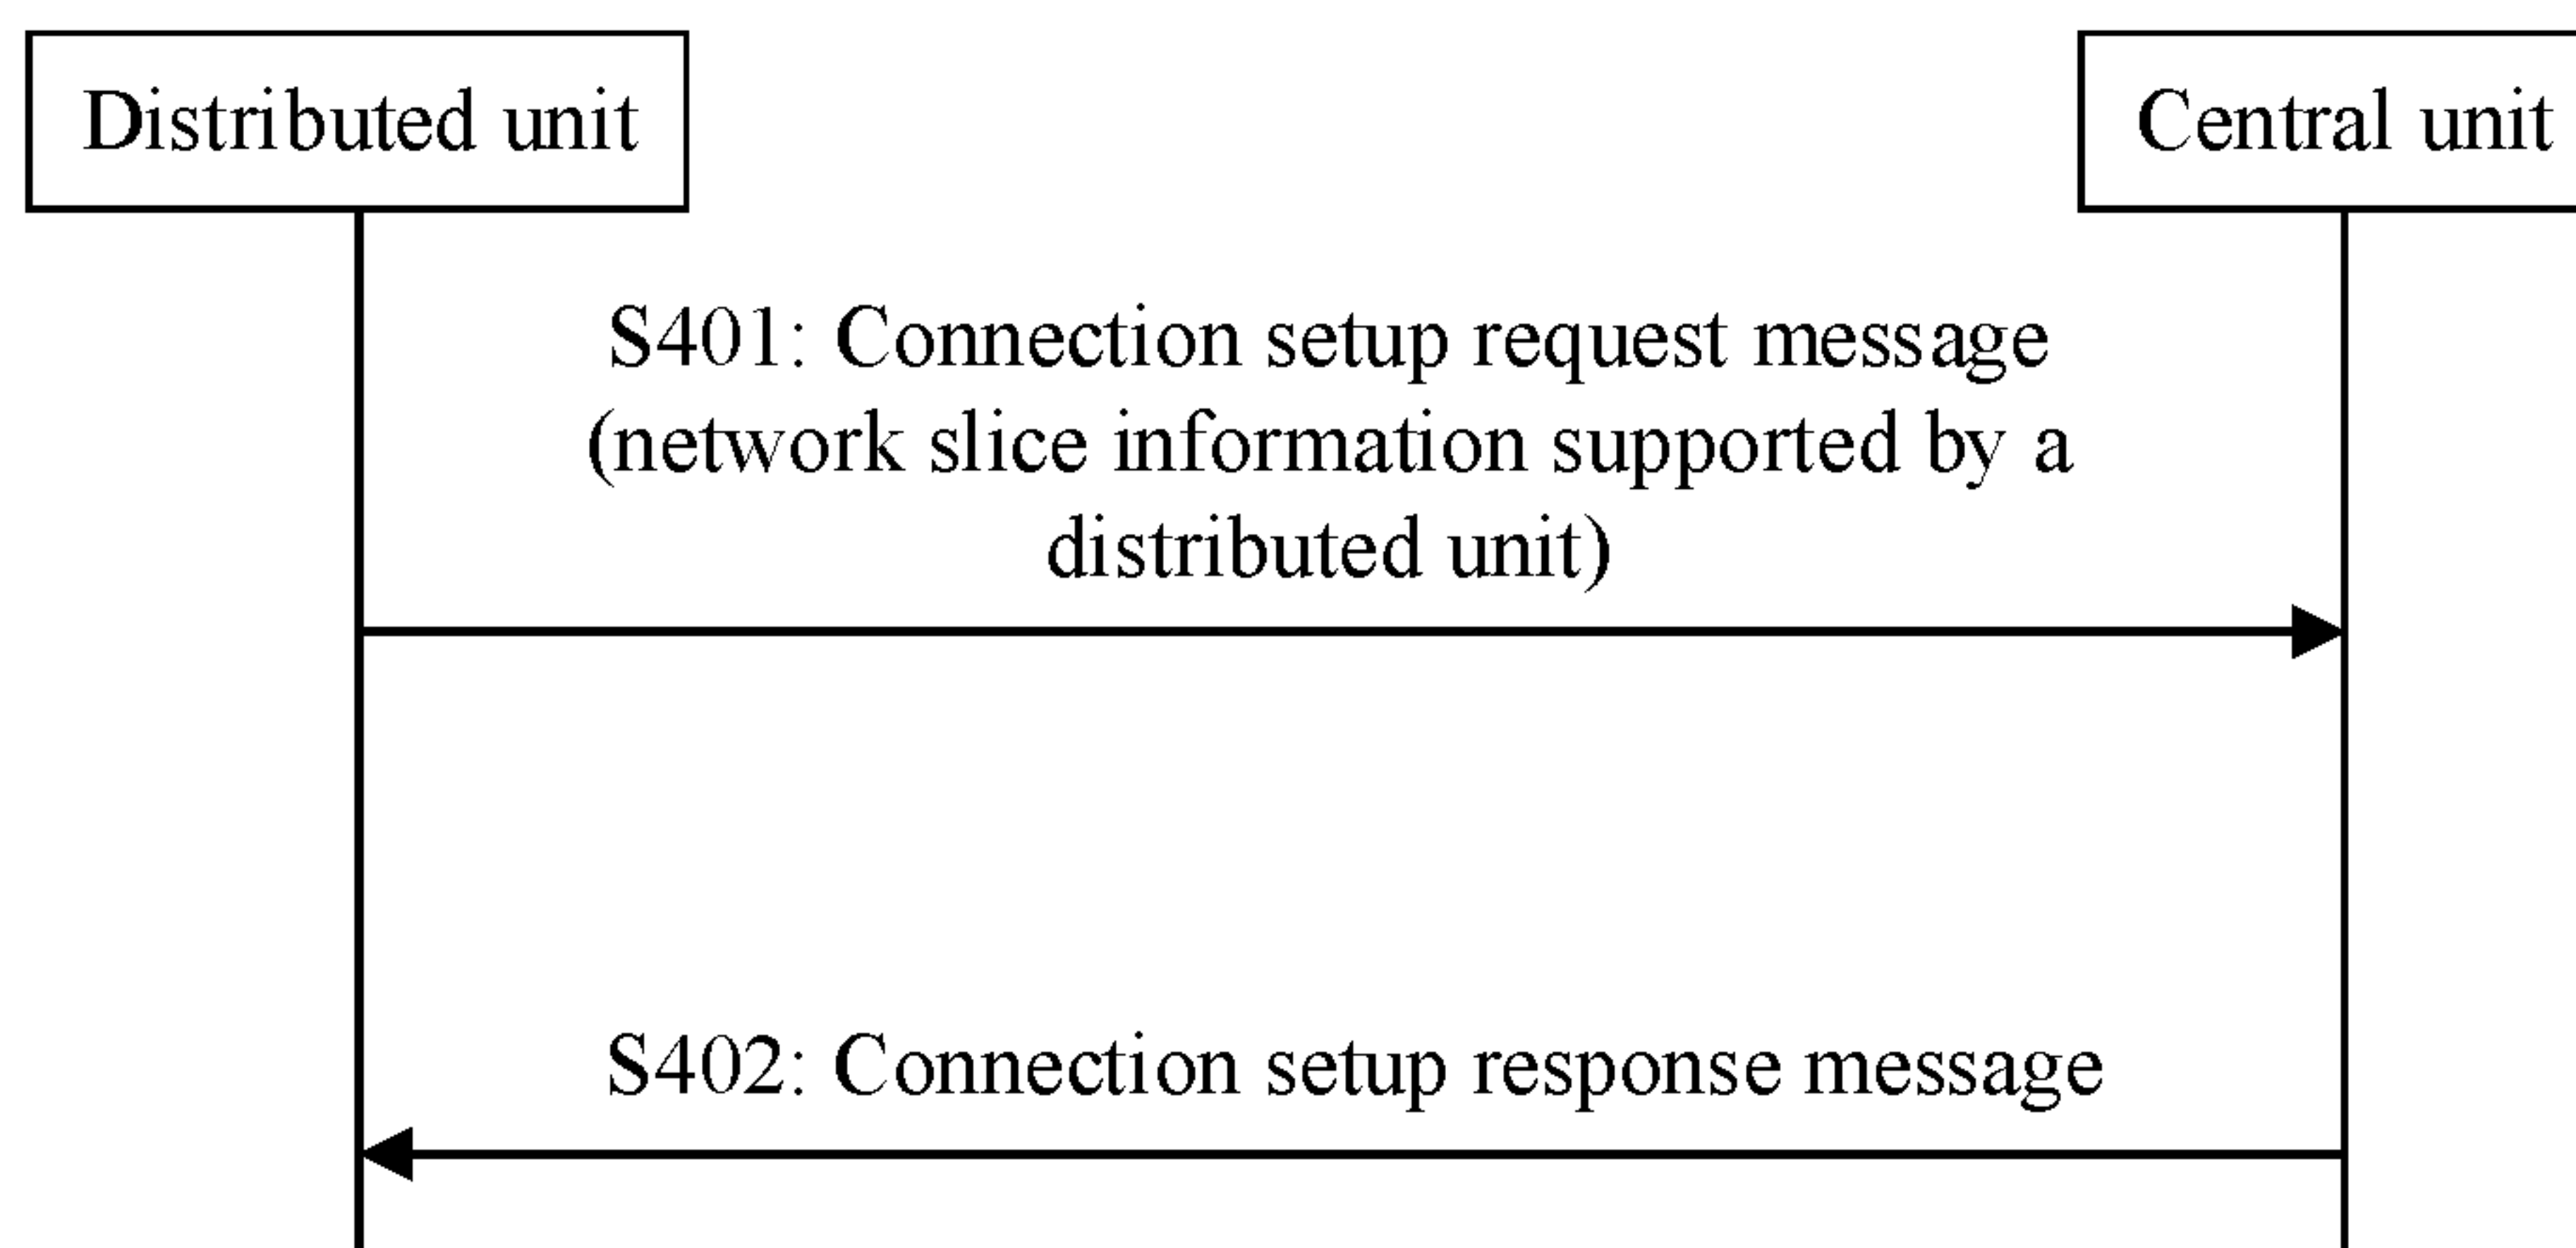 Distributed unit
Central unit
S401: Connection setup request message
(network slice information supported by a
distributed unit)
S402: Connection setup response message